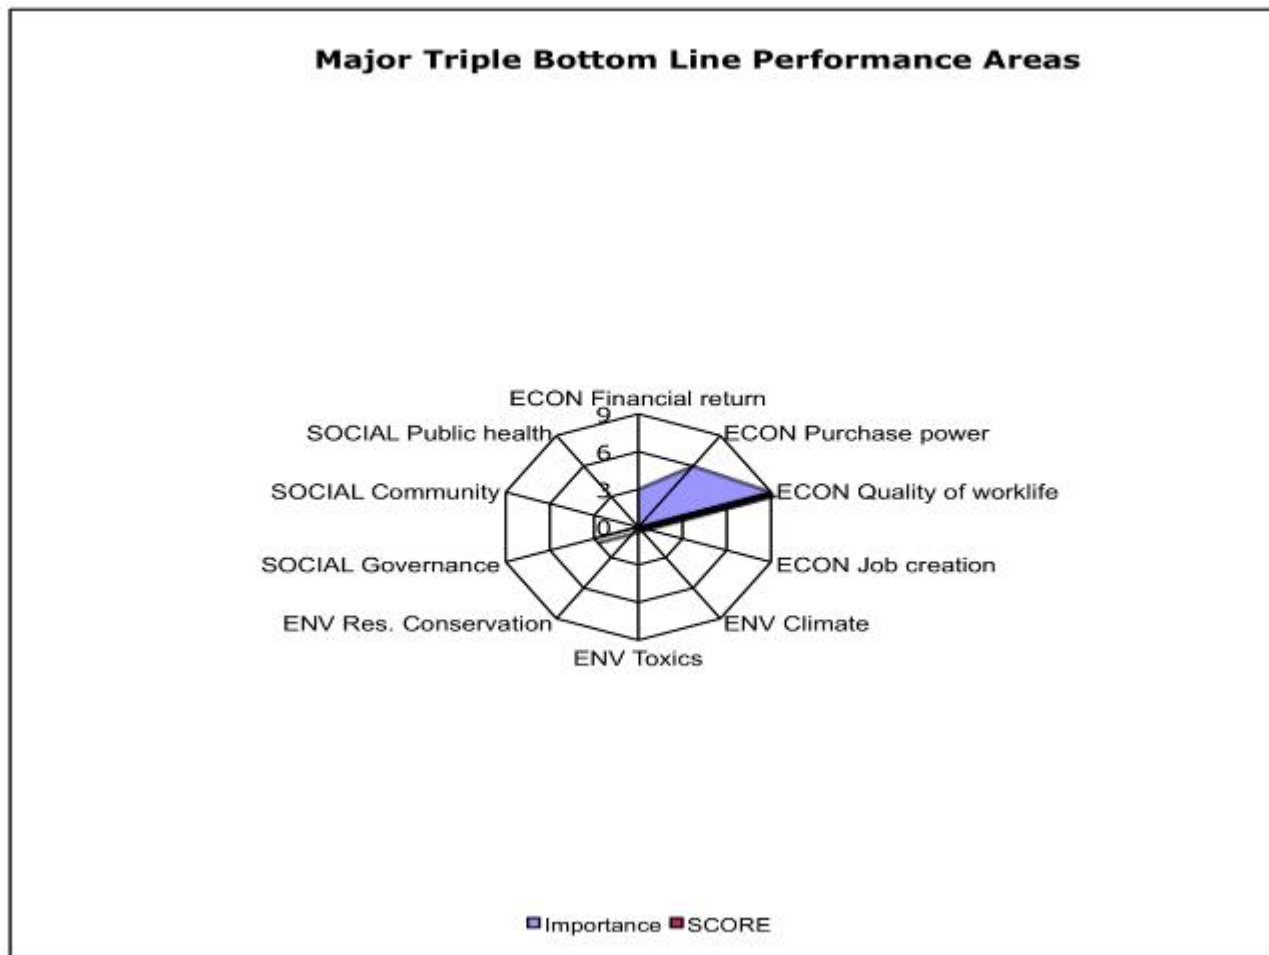 Major Triple Bottom Line Performance Areas
ECON Financial return
9
SOCIAL Public health
ECON Purchase power
6
SOCIAL Community
3
ECON Quality of worklife
0
SOCIAL Governance
ECON Job creation
ENV Res. Conservation
ENV Climate
ENV Toxics
Importance SCORE